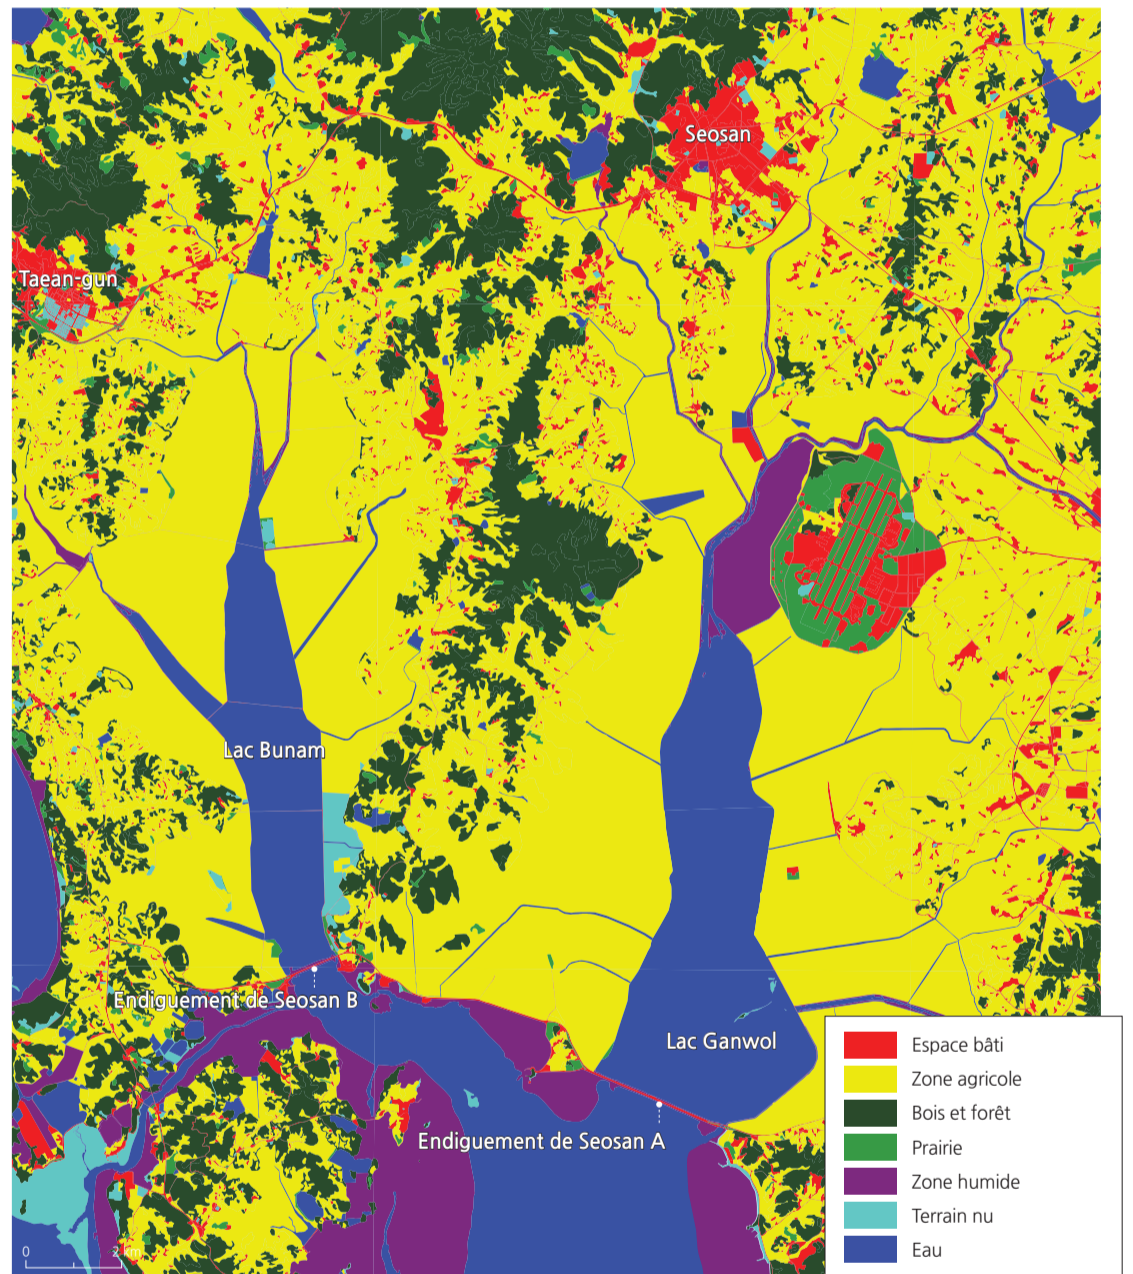 Seosan
Taean-gun
Lac Bunam
Endiguement de Seosan B
Lac Ganwol
Endiguement de Seosan A
Espace bâti
Zone agricole
Bois et forêt
Prairie
Zone humide
Terrain nu
Eau
0 2 km